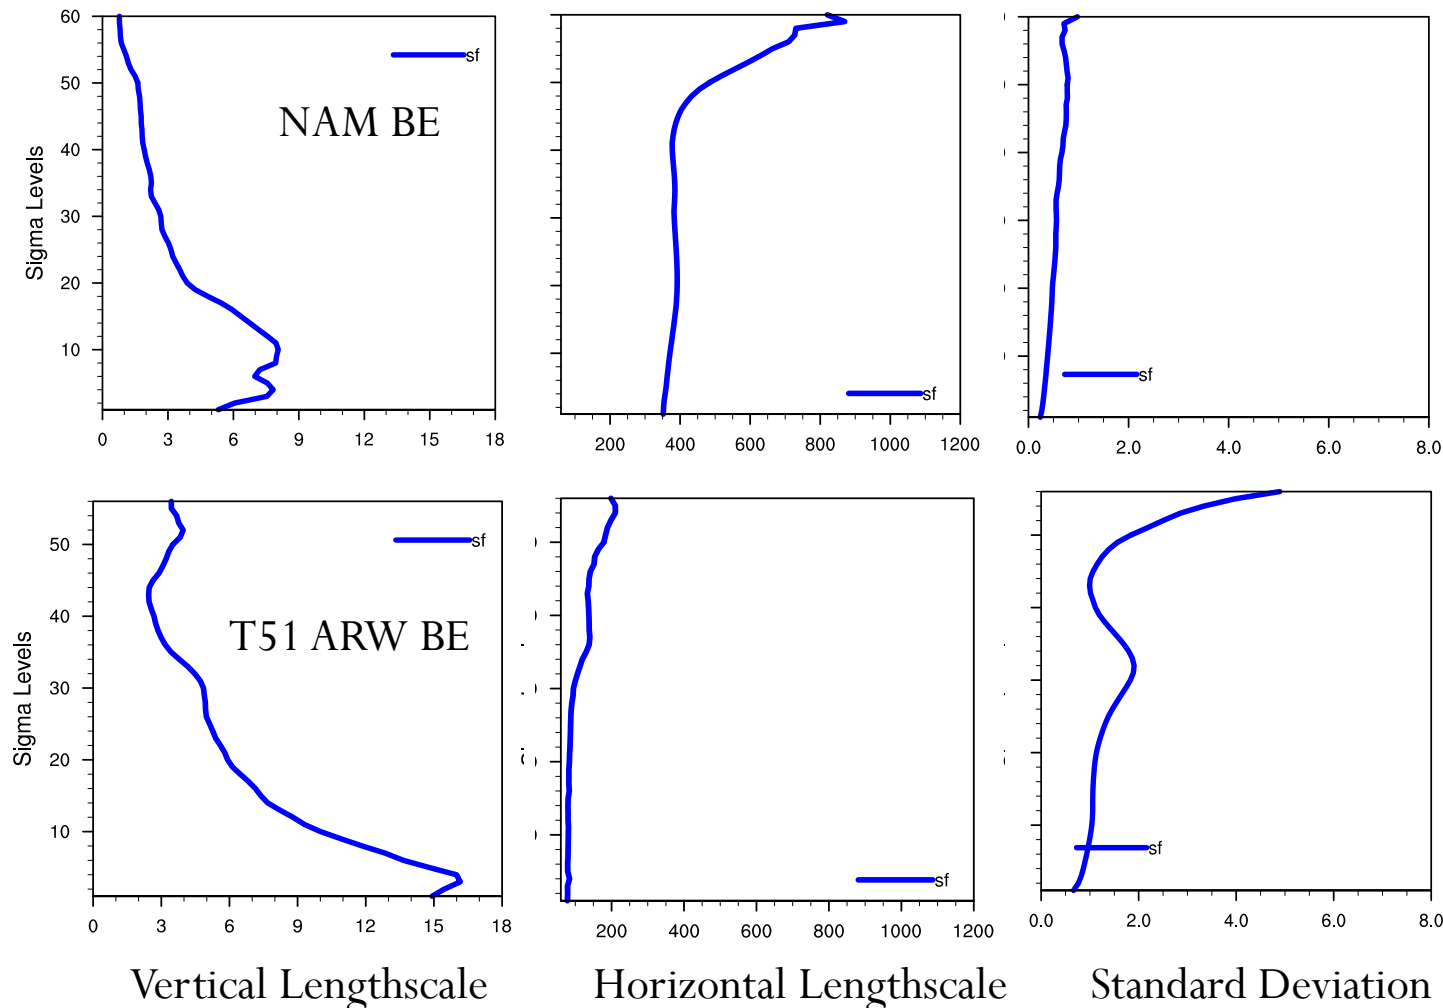 60
50
40
30
20
10
Sigma Levels
sf
NAM BE
0 3 6 9 12 15 18
sf
200 400 600 800 1000 1200
sf
0.0 2.0 4.0 6.0 8.0
50
40
30
20
10
Sigma Levels
sf
T51 ARW BE
0 3 6 9 12 15 18
sf
200 400 600 800 1000 1200
sf
0.0 2.0 4.0 6.0 8.0
Vertical Lengthscale Horizontal Lengthscale Standard Deviation